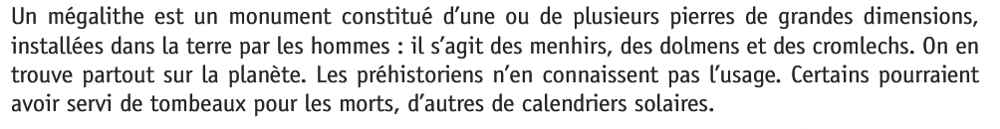 Un mégalithe est un monument constitué d’une ou de plusieurs pierres de grandes dimensions,
installées dans la terre par les hommes : il s’agit des menhirs, des dolmens et des cromlechs. On en
trouve partout sur la planète. Les préhistoriens n’en connaissent pas l’usage. Certains pourraient
avoir servi de tombeaux pour les morts, d’autres de calendriers solaires.